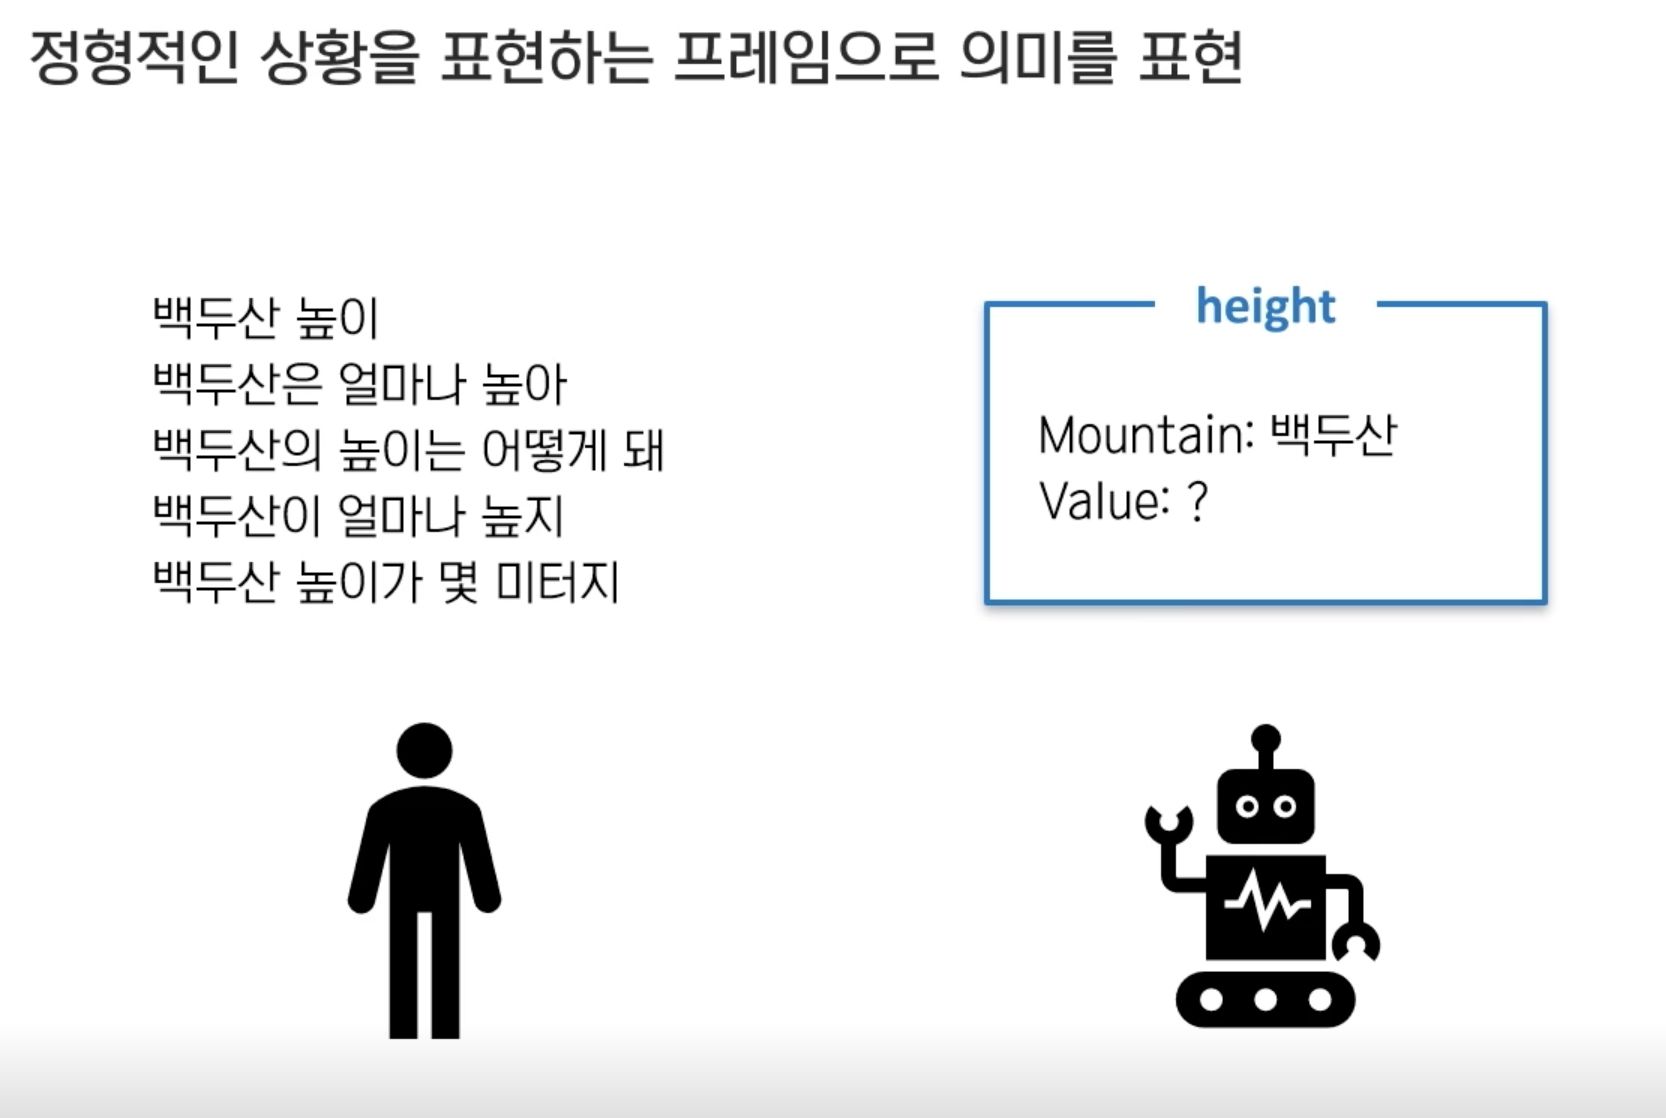 정형적인 상황을 표현하는 프레임으로 의미를 표현
백두산 높이
백두산은 얼마나 높아
백두산의 높이는 어떻게 돼
백두산이 얼마나 높지
백두산 높이가 몇 미터지
height
Mountain: 백두산
Value: ?